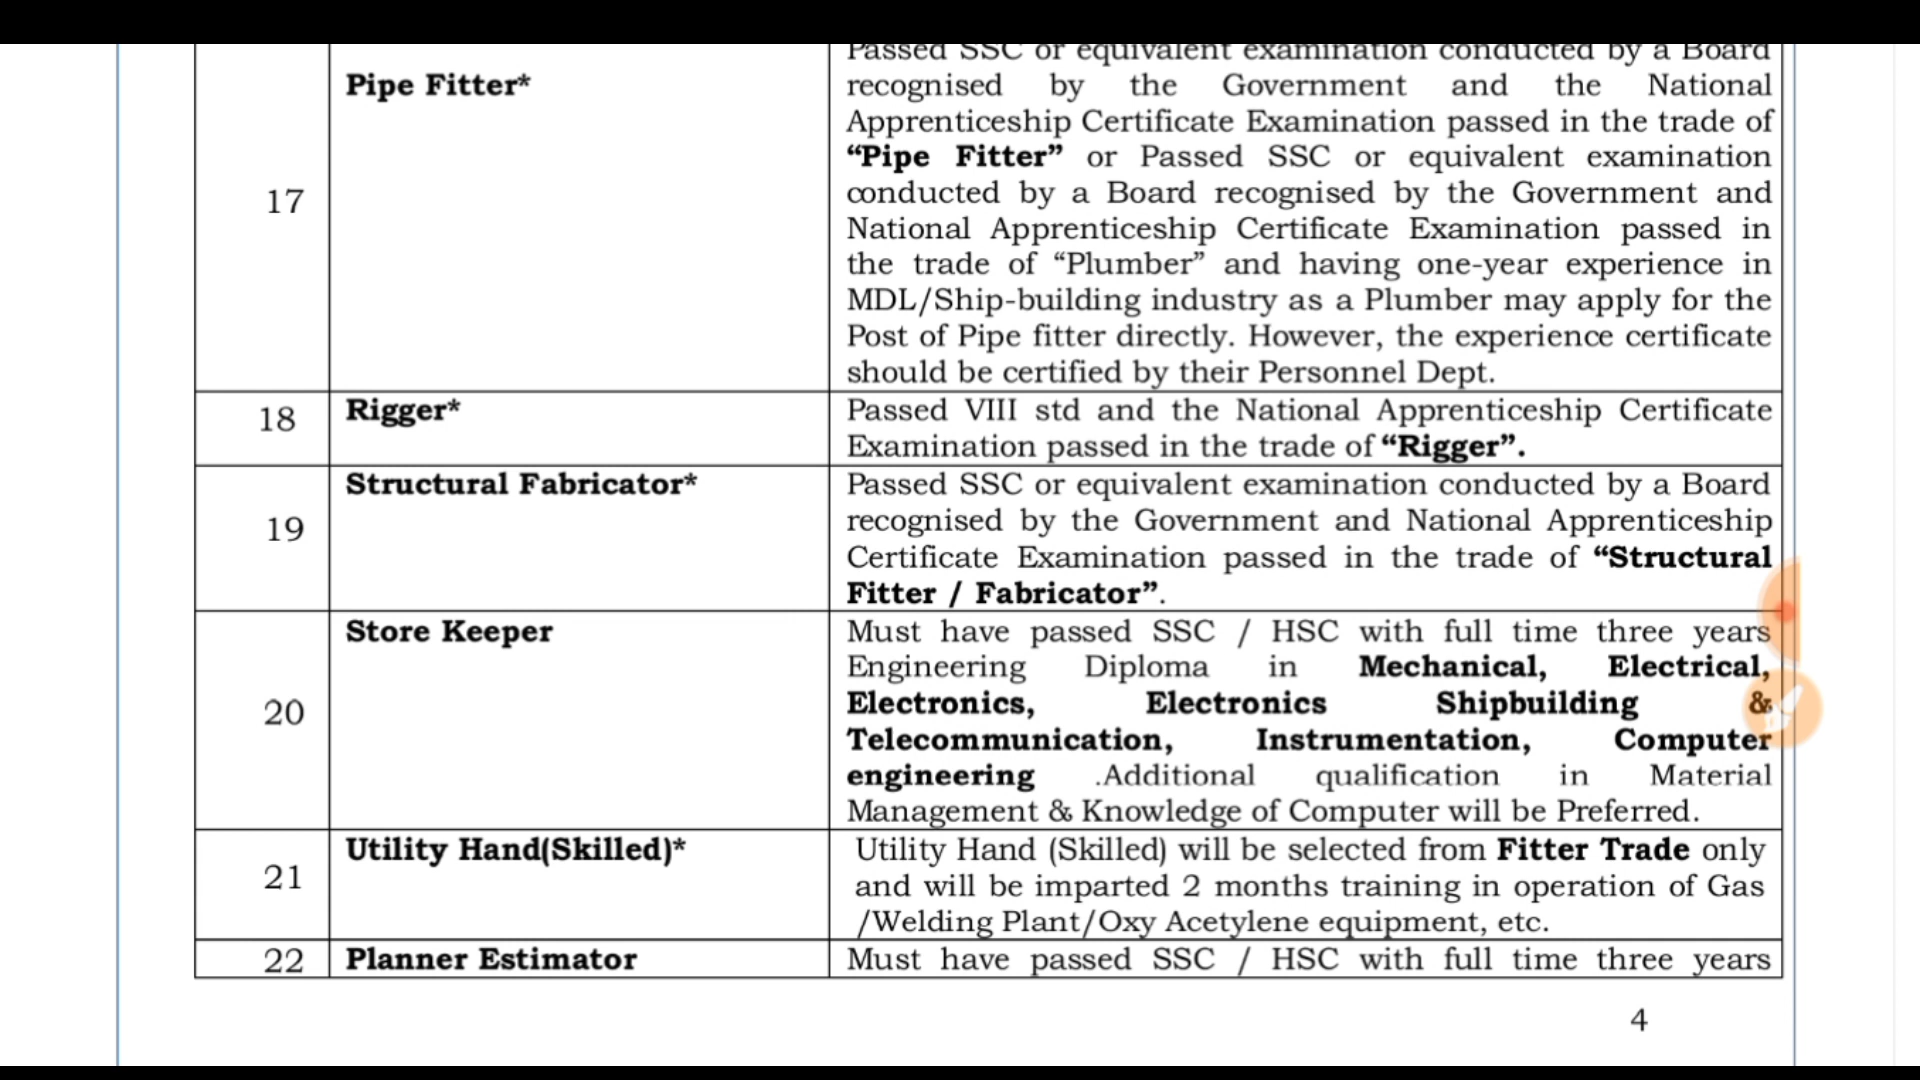 Passed SSC or equivalent examination conducted by a Board
Pipe Fitter*
recognised by the Government and the National
Apprenticeship Certificate Examination passed in the trade of
“Pipe Fitter” or Passed SSC or equivalent examination
17
conducted by a Board recognised by the Government and
National Apprenticeship Certificate Examination passed in
the trade of “Plumber” and having one-year experience in
MDL/Ship-building industry as a Plumber may apply for the
Post of Pipe fitter directly. However, the experience certificate
should be certified by their Personnel Dept.
18
Rigger*
Passed VIII std and the National Apprenticeship Certificate
Examination passed in the trade of “Rigger”.
19
Structural Fabricator*
Passed SSC or equivalent examination conducted by a Board
recognised by the Government and National Apprenticeship
Certificate Examination passed in the trade of “Structural
Fitter / Fabricator”.
20
Store Keeper
Must have passed SSC / HSC with full time three years
Engineering Diploma in Mechanical, Electrical,
Electronics, Electronics Shipbuilding &
Telecommunication, Instrumentation, Computer
engineering .Additional qualification in Material
Management & Knowledge of Computer will be Preferred.
21
Utility Hand(Skilled)*
Utility Hand (Skilled) will be selected from Fitter Trade only
and will be imparted 2 months training in operation of Gas
/Welding Plant/Oxy Acetylene equipment, etc.
22
Planner Estimator
Must have passed SSC / HSC with full time three years
4